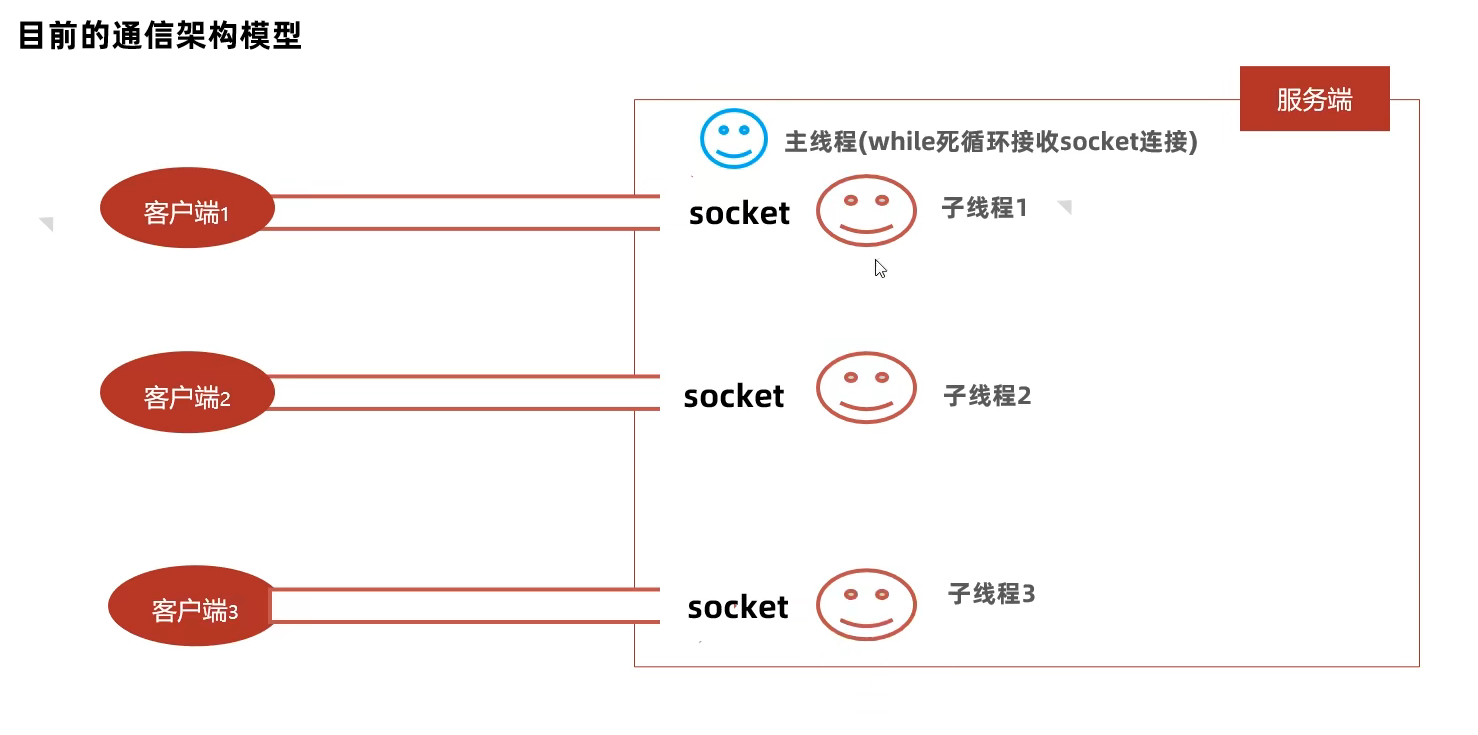 目前的通信架构模型
服务端
主线程(while死循环接收socket连接)
客户端1
socket
子线程1
客户端2
socket
子线程2
客户端3
socket
子线程3